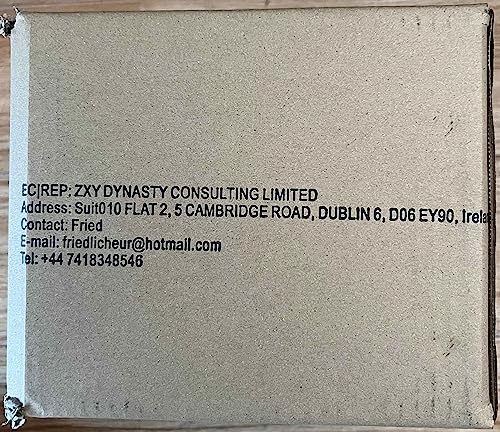 EC|REP: ZXY DYNASTY CONSULTING LIMITED
Address: Suit010 FLAT 2, 5 CAMBRIDGE ROAD, DUBLIN 6, D06 EY90, Irela
Contact: Fried
E-mail: friedlicheur@hotmail.com
Tel: +44 7418348546